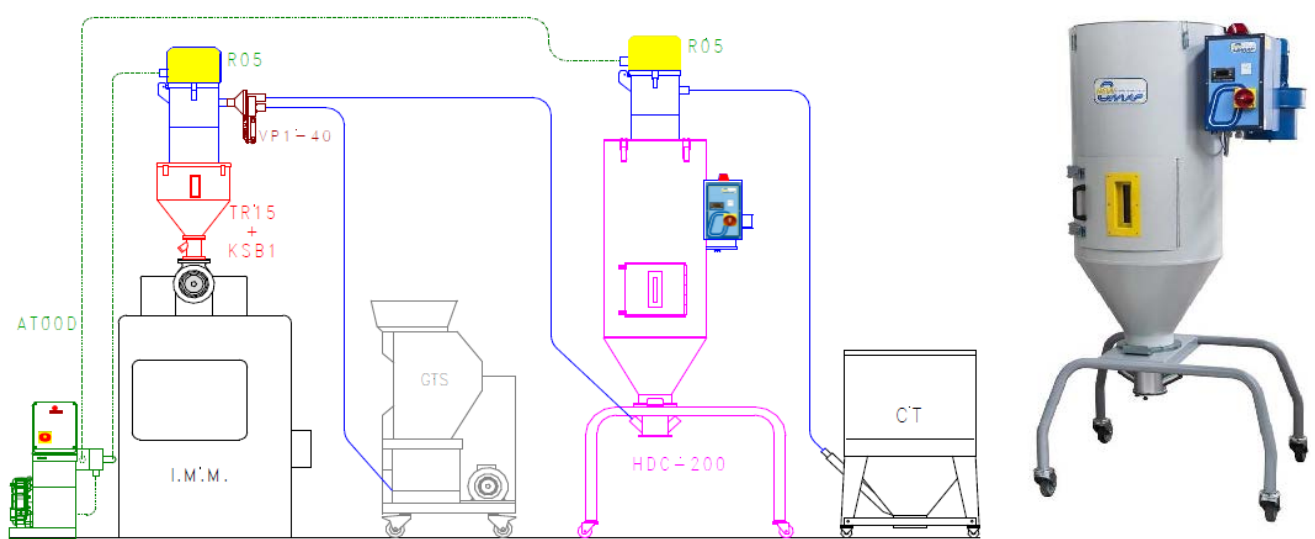 R05
R05
VP1-40
TR15
+
KSB1
AT00D
GTS
I.M.M.
HDC-200
CT